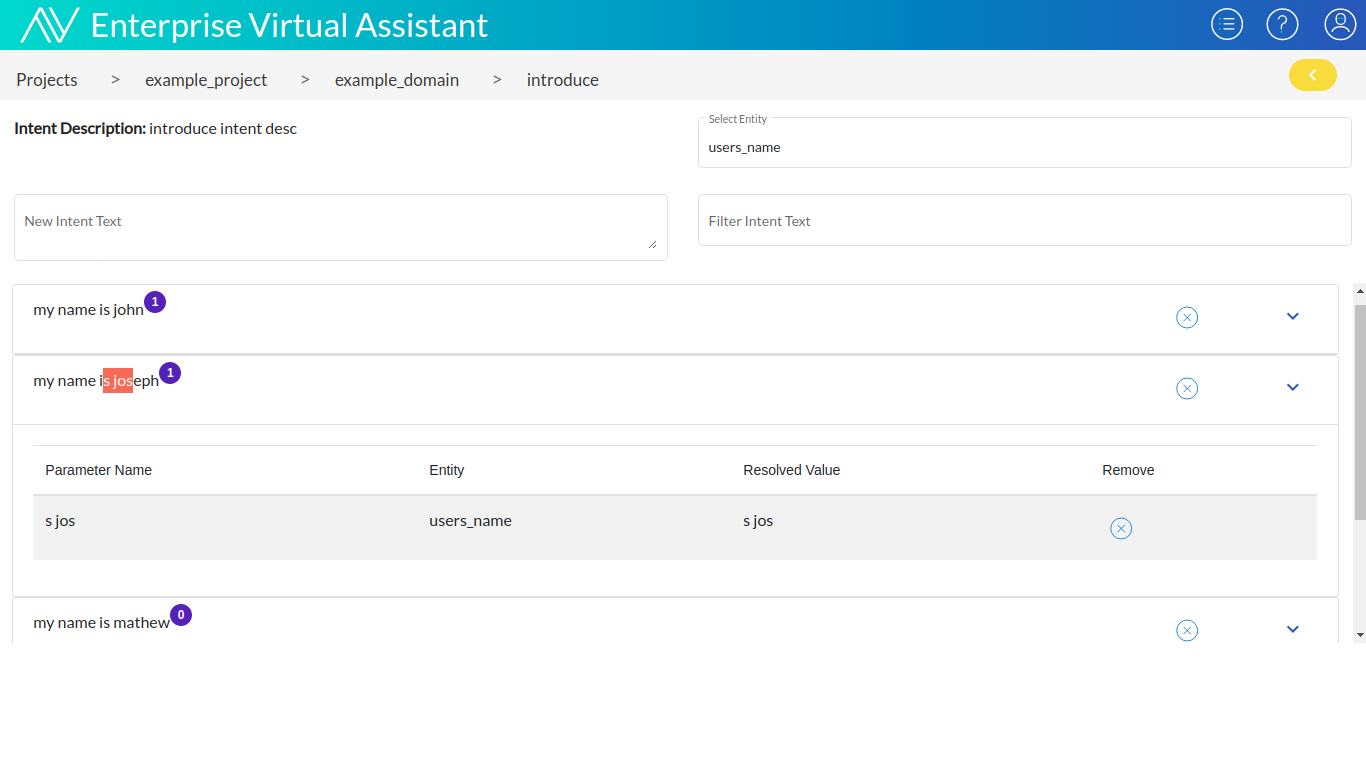 Enterprise Virtual Assistant
Projects > example_project > example_domain > introduce
Intent Description: introduce intent desc
Select Entity
users_name
New Intent Text
Filter Intent Text
my name is john 1
my name is joseph 1
Parameter Name Entity Resolved Value Remove
s jos users_name s jos
my name is mathew 0